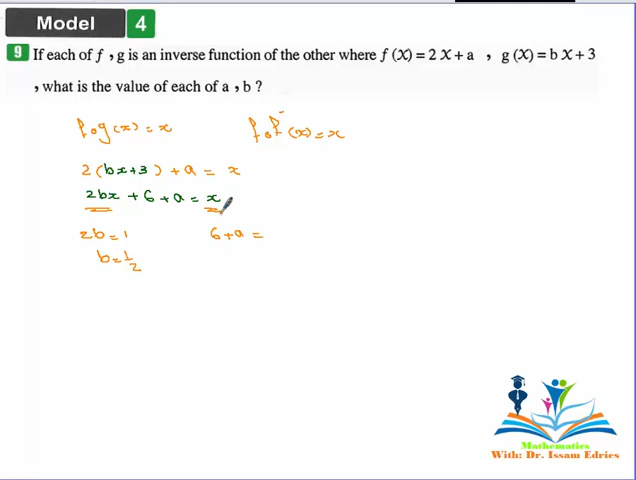 Model 4
9 If each of f , g is an inverse function of the other where f (X) = 2 X + a , g (X) = b X + 3
, what is the value of each of a , b ?
fog(x) = x fof⁻(x) = x
2(bx+3) + a = x
2bx + 6 + a = x
2b = 1 6 + a =
b = 1/2
Mathematics
With: Dr. Issam Edries